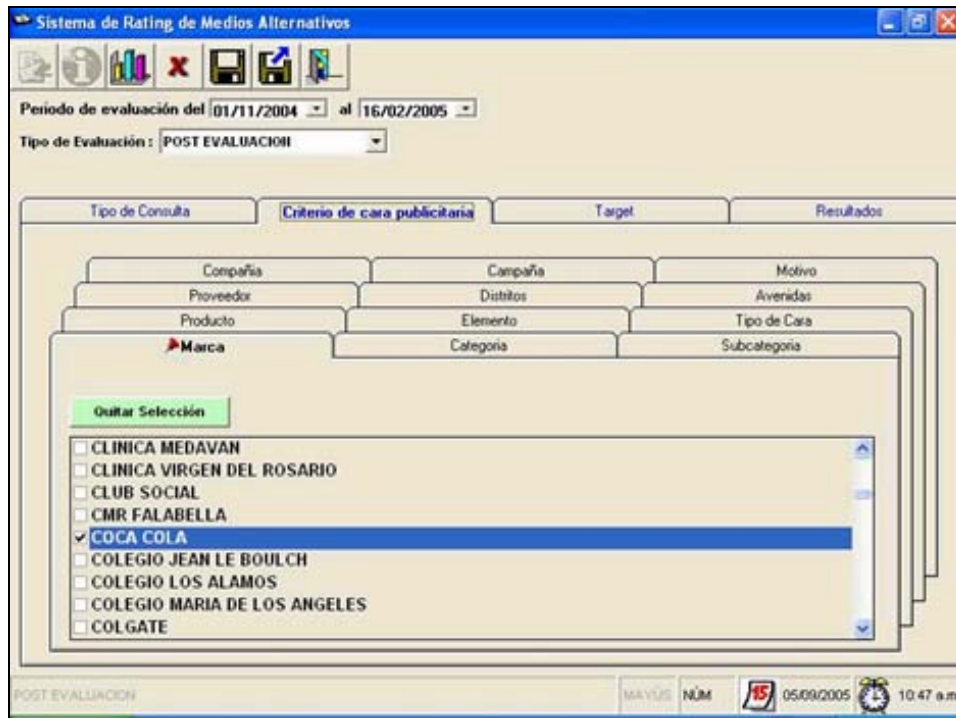 Sistema de Rating de Medios Alternativos
Periodo de evaluación del 01/11/2004 al 16/02/2005
Tipo de Evaluación : POST EVALUACION
Tipo de Consulta Criterio de cara publicitaria Target Resultados
Compañia Campaña Motivo
Proveedor Distritos Avenidas
Producto Elemento Tipo de Cara
Marca Categoria Subcategoria
Quitar Selección
CLINICA MEDAVAN
CLINICA VIRGEN DEL ROSARIO
CLUB SOCIAL
CMR FALABELLA
COCA COLA
COLEGIO JEAN LE BOULCH
COLEGIO LOS ALAMOS
COLEGIO MARIA DE LOS ANGELES
COLGATE
POST EVALUACION MAYÚS NÚM 15 05/09/2005 10:47 a.m